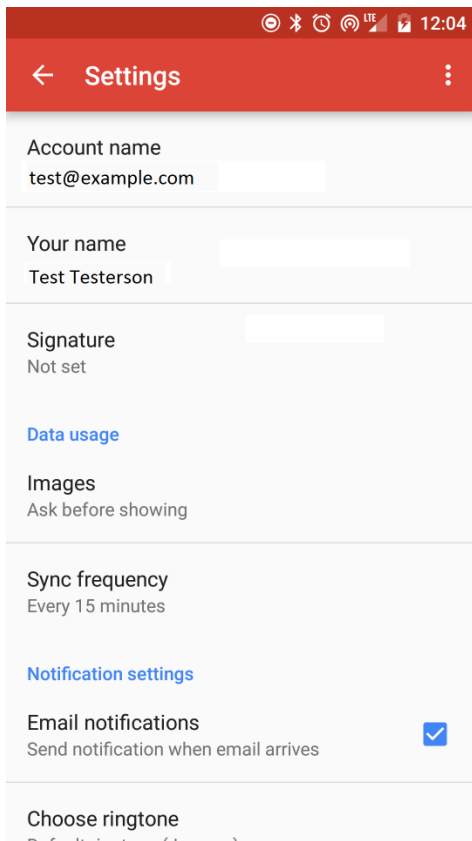 LTE 12:04
Settings
Account name
test@example.com
Your name
Test Testerson
Signature
Not set
Data usage
Images
Ask before showing
Sync frequency
Every 15 minutes
Notification settings
Email notifications
Send notification when email arrives
Choose ringtone